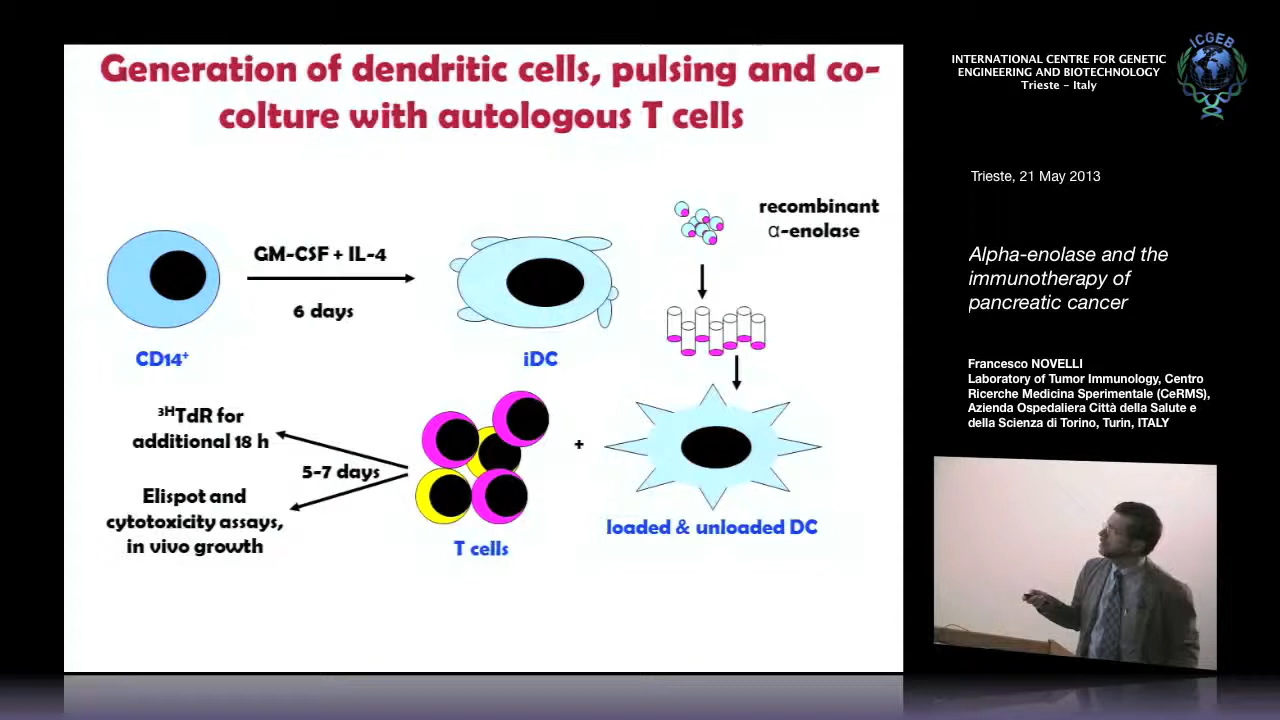 Generation of dendritic cells, pulsing and co-
colture with autologous T cells
recombinant
α-enolase
GM-CSF + IL-4
6 days
CD14⁺
iDC
³HTdR for
additional 18 h
5-7 days
Elispot and
cytotoxicity assays,
in vivo growth
T cells
+
loaded & unloaded DC
INTERNATIONAL CENTRE FOR GENETIC
ENGINEERING AND BIOTECHNOLOGY
Trieste - Italy
ICGEB
Trieste, 21 May 2013
Alpha-enolase and the
immunotherapy of
pancreatic cancer
Francesco NOVELLI
Laboratory of Tumor Immunology, Centro
Ricerche Medicina Sperimentale (CeRMS),
Azienda Ospedaliera Città della Salute e
della Scienza di Torino, Turin, ITALY